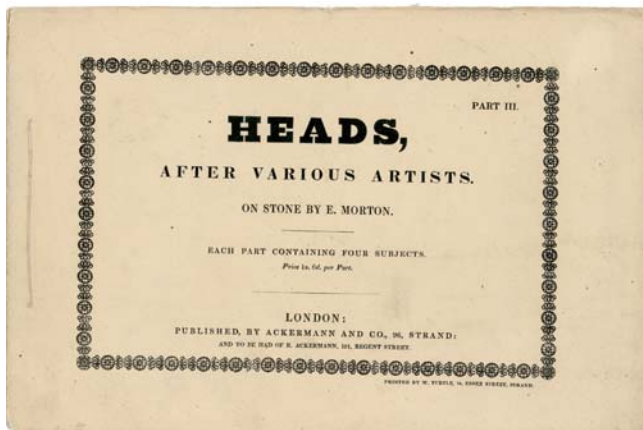 PART III.
HEADS,
AFTER VARIOUS ARTISTS.
ON STONE BY E. MORTON.
EACH PART CONTAINING FOUR SUBJECTS.
Price 1s. 6d. per Part.
LONDON:
PUBLISHED, BY ACKERMANN AND CO., 96, STRAND:
AND TO BE HAD OF R. ACKERMANN, 191, REGENT STREET.
PRINTED BY W. ESSEX STREET, STRAND.